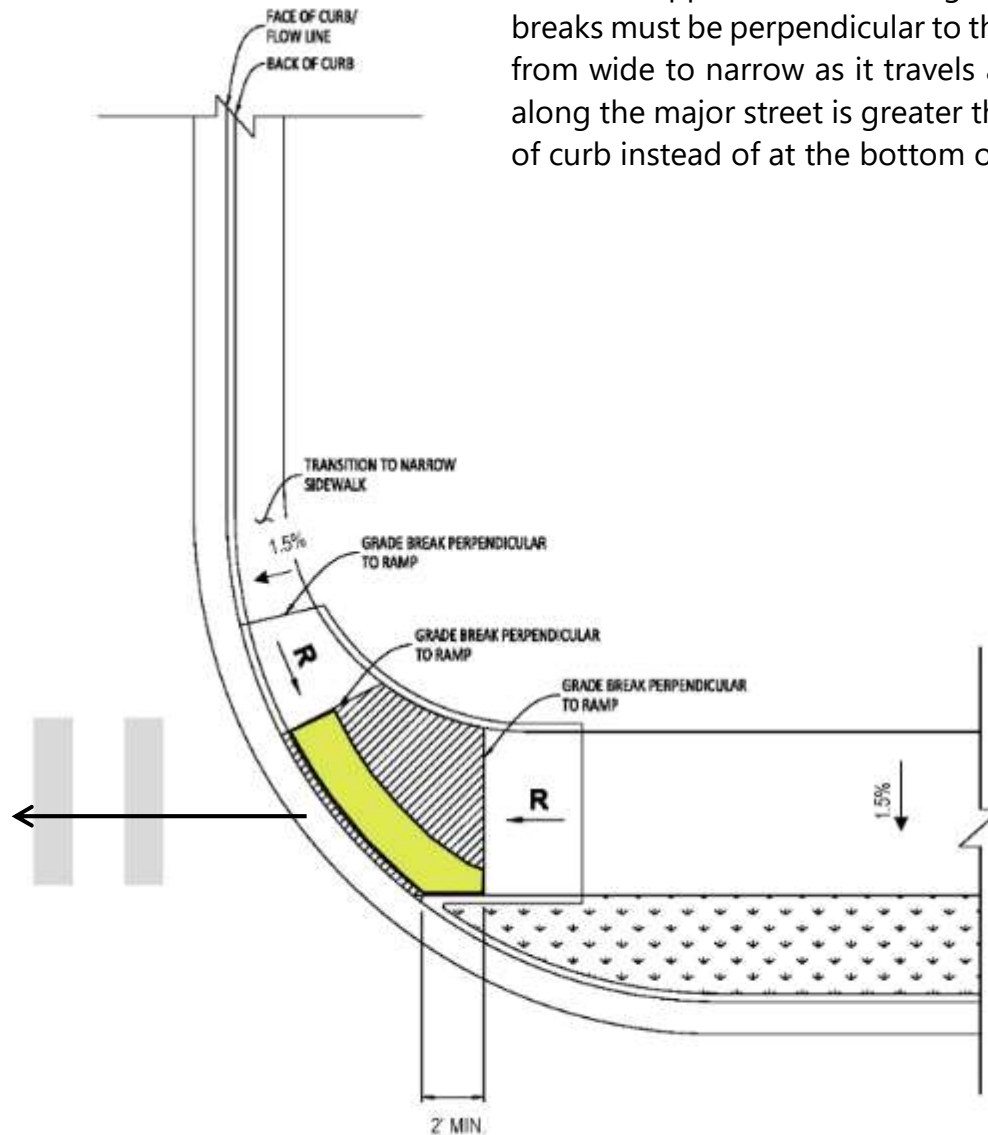 breaks must be perpendicular to th
from wide to narrow as it travels
along the major street is greater th
of curb instead of at the bottom o
FACE OF CURB/
FLOW LINE
BACK OF CURB
TRANSITION TO NARROW
SIDEWALK
1.5%
GRADE BREAK PERPENDICULAR
TO RAMP
R
GRADE BREAK PERPENDICULAR
TO RAMP
GRADE BREAK PERPENDICULAR
TO RAMP
R
1.5%
2' MIN.